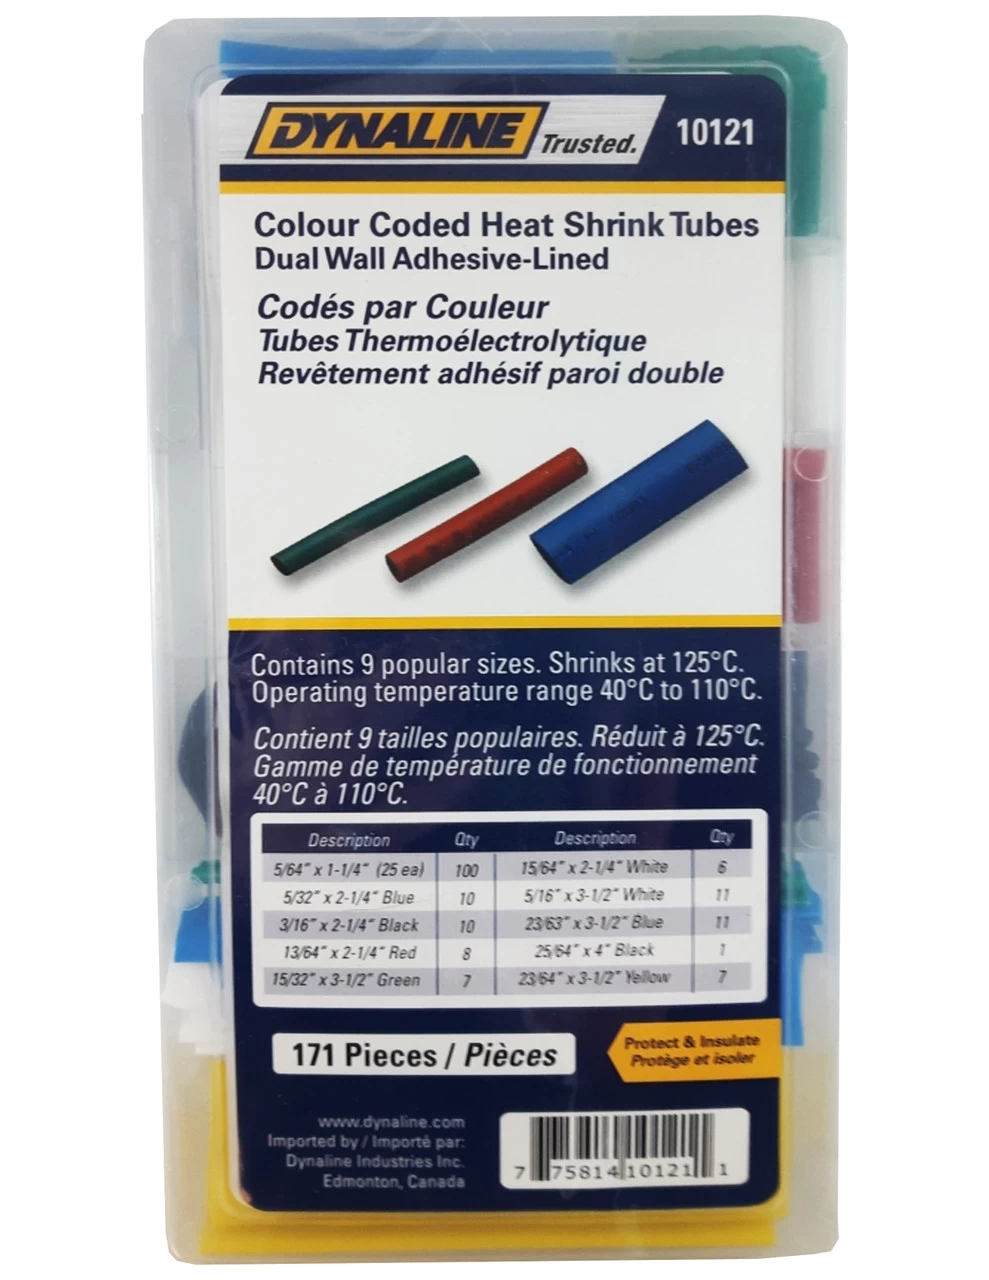 DYNALINE Trusted. 10121
Colour Coded Heat Shrink Tubes
Dual Wall Adhesive-Lined
Codés par Couleur
Tubes Thermoélectrolytique
Revêtement adhésif paroi double
Contains 9 popular sizes. Shrinks at 125°C.
Operating temperature range 40°C to 110°C.
Contient 9 tailles populaires. Réduit à 125°C.
Gamme de température de fonctionnement
40°C à 110°C.
Description Qty Description Qty
5/64" x 1-1/4" (25 ea) 100 15/64" x 2-1/4" White 6
5/32" x 2-1/4" Blue 10 5/16" x 3-1/2" White 11
3/16" x 2-1/4" Black 10 23/63" x 3-1/2" Blue 11
13/64" x 2-1/4" Red 8 25/64" x 4" Black 1
15/32" x 3-1/2" Green 7 23/64" x 3-1/2" Yellow 7
171 Pieces / Pièces
Protect & Insulate
Protège et isoler
www.dynaline.com
Imported by / Importé par:
Dynaline Industries Inc.
Edmonton, Canada
7 75814 10121 1